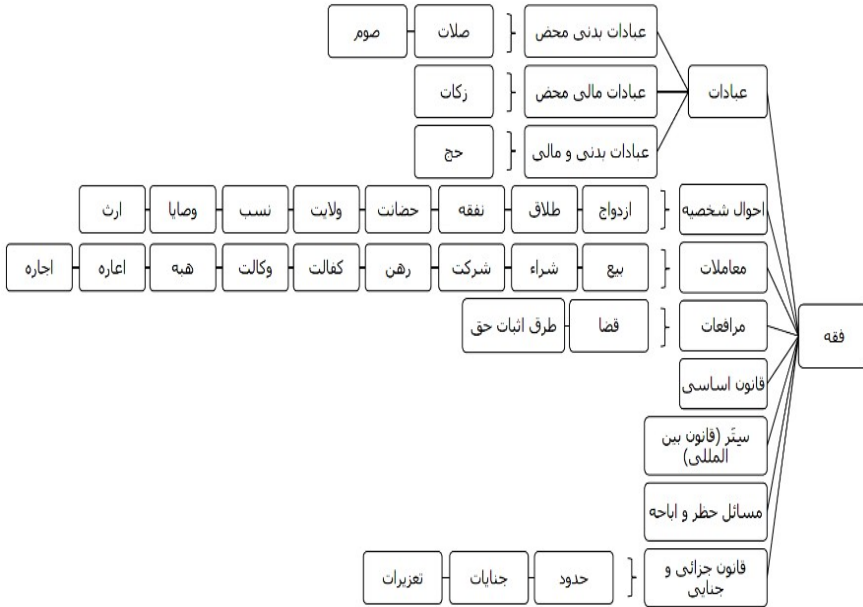 فقه
عبادات
عبادات بدنی محض
صلات
صوم
عبادات مالی محض
زکات
عبادات بدنی و مالی
حج
احوال شخصیه
ازدواج
طلاق
نفقه
حضانت
ولایت
نسب
وصایا
ارث
معاملات
بیع
شراء
شرکت
رهن
کفالت
وکالت
هبه
اعاره
اجاره
مرافعات
قضا
طرق اثبات حق
قانون اساسی
سیَر (قانون بین
المللی)
مسائل حظر و اباحه
قانون جزائی و
جنایی
حدود
جنایات
تعزیرات